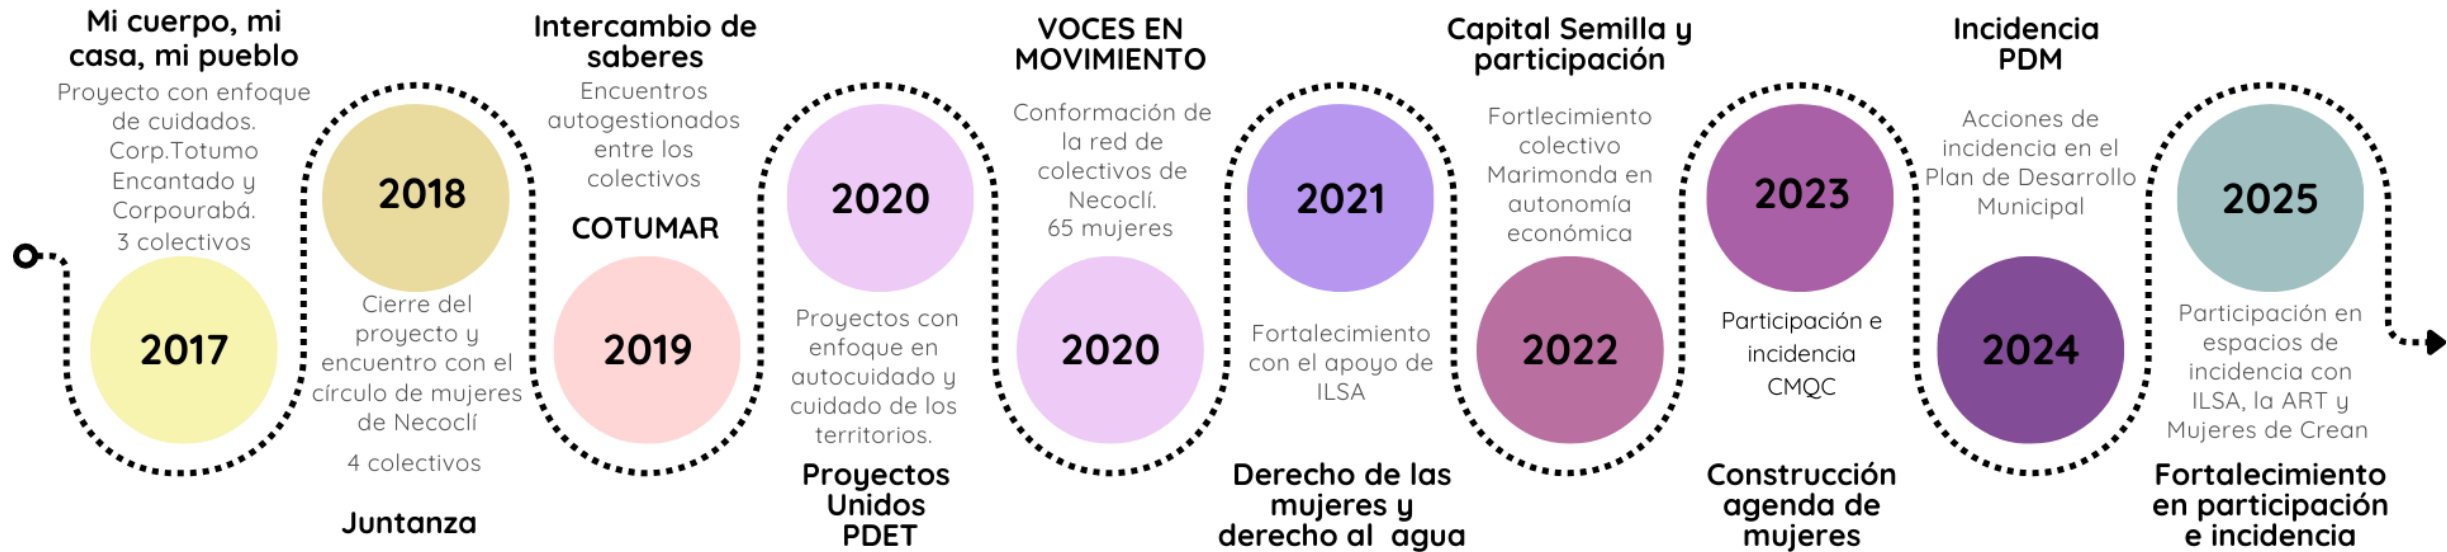 Mi cuerpo, mi
casa, mi pueblo
Proyecto con enfoque
de cuidados.
Corp.Totumo
Encantado y
Corpourabá.
3 colectivos
2017
2018
Cierre del
proyecto y
encuentro con el
círculo de mujeres
de Necoclí
4 colectivos
Juntanza
Intercambio de
saberes
Encuentros
autogestionados
entre los
colectivos
COTUMAR
2019
2020
Proyectos con
enfoque en
autocuidado y
cuidado de los
territorios.
Proyectos
Unidos
PDET
VOCES EN
MOVIMIENTO
Conformación de
la red de
colectivos de
Necoclí.
65 mujeres
2020
2021
Fortalecimiento
con el apoyo de
ILSA
Derecho de las
mujeres y
derecho al  agua
Capital Semilla y
participación
Fortlecimiento
colectivo
Marimonda en
autonomía
económica
2022
2023
Participación e
incidencia
CMQC
Construcción
agenda de
mujeres
Incidencia
PDM
Acciones de
incidencia en el
Plan de Desarrollo
Municipal
2024
2025
Participación en
espacios de
incidencia con
ILSA, la ART y
Mujeres de Crean
Fortalecimiento
en participación
e incidencia